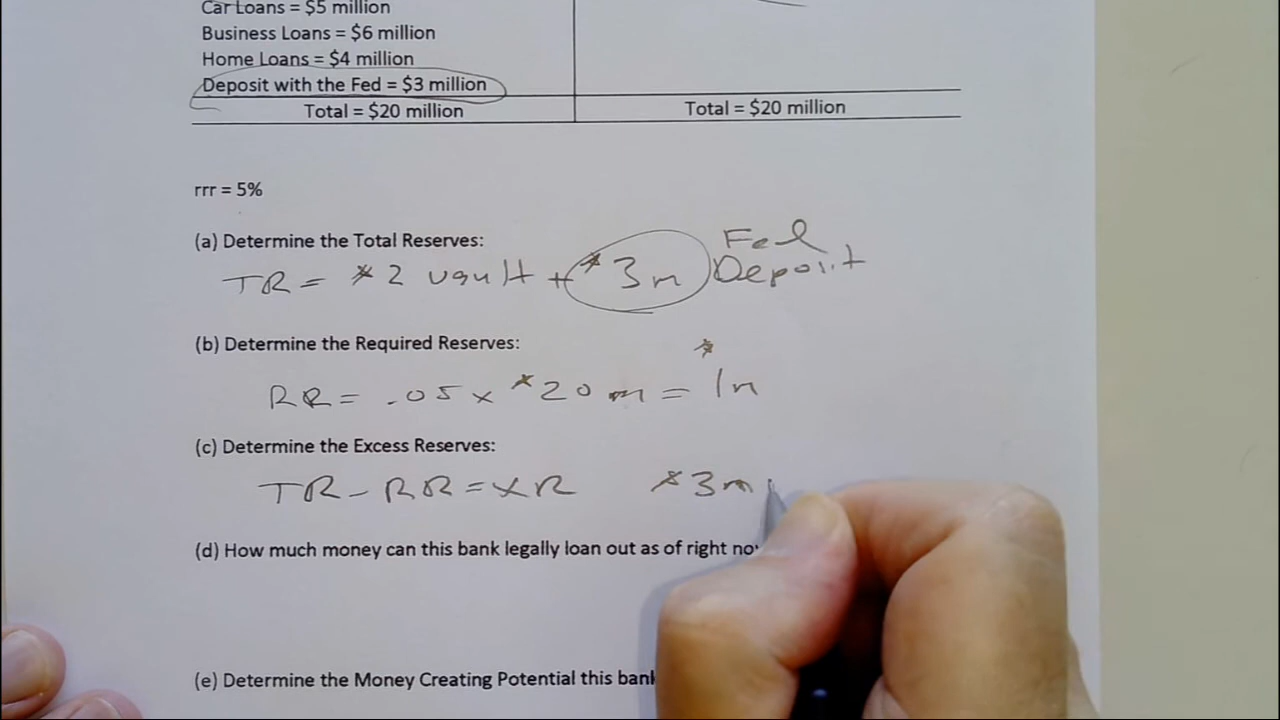 Car Loans = $5 million
Business Loans = $6 million
Home Loans = $4 million
Deposit with the Fed = $3 million
Total = $20 million Total = $20 million
rrr = 5%
(a) Determine the Total Reserves:
TR = $2 vault + $3m Fed Deposit
(b) Determine the Required Reserves:
RR = .05 x $20m = $1m
(c) Determine the Excess Reserves:
TR - RR = XR $3m
(d) How much money can this bank legally loan out as of right
(e) Determine the Money Creating Potential this bank